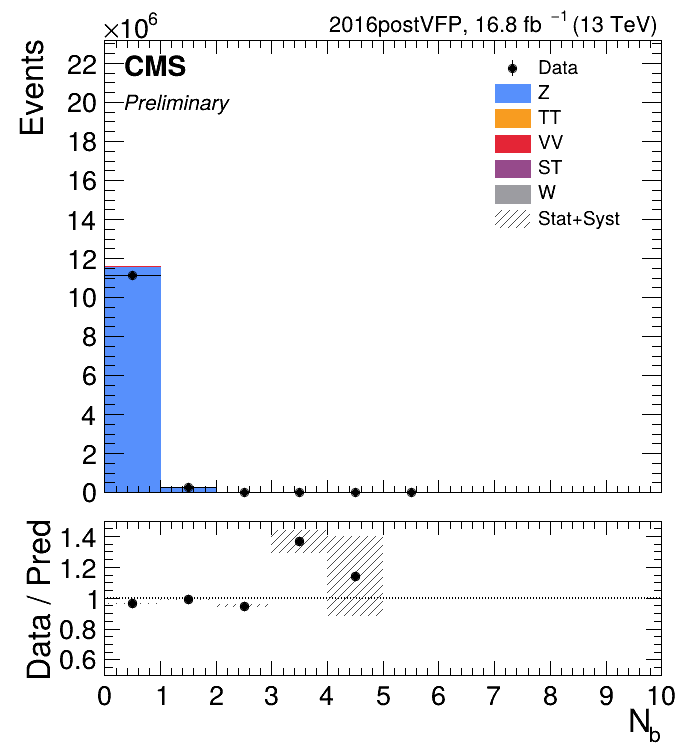 ×10⁶
2016postVFP, 16.8 fb ⁻¹ (13 TeV)
Events
CMS
Preliminary
Data
Z
TT
VV
ST
W
Stat+Syst
22
20
18
16
14
12
10
8
6
4
2
0
Data / Pred
1.4
1.2
1
0.8
0.6
0 1 2 3 4 5 6 7 8 9 10
N_b